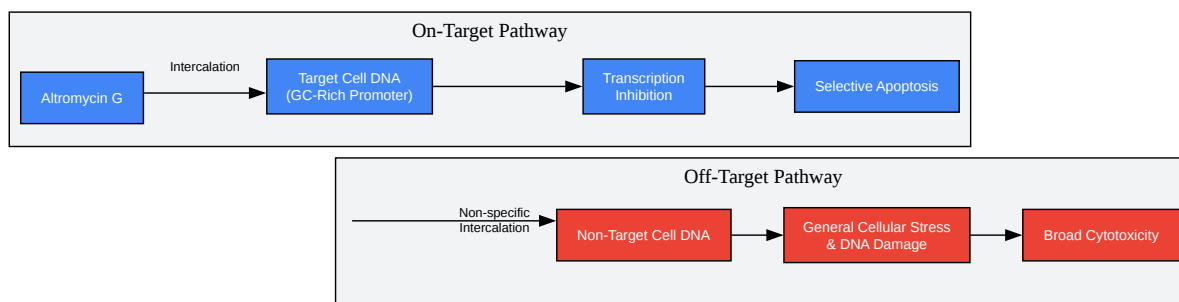 On-Target Pathway
Altromycin G
Intercalation
Target Cell DNA
(GC-Rich Promoter)
Transcription
Inhibition
Selective Apoptosis
Off-Target Pathway
Non-specific
Intercalation
Non-Target Cell DNA
General Cellular Stress
& DNA Damage
Broad Cytotoxicity